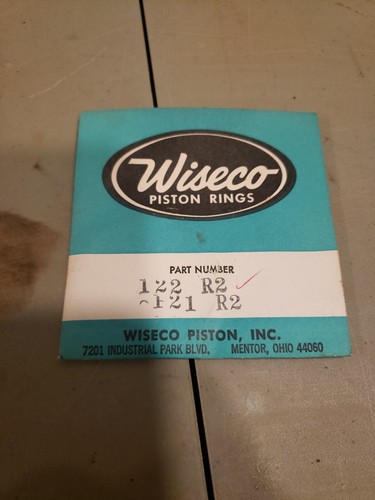 Wiseco
PISTON RINGS
PART NUMBER
122 R2 ✓
-121 R2
WISECO PISTON, INC.
7201 INDUSTRIAL PARK BLVD, MENTOR, OHIO 44060